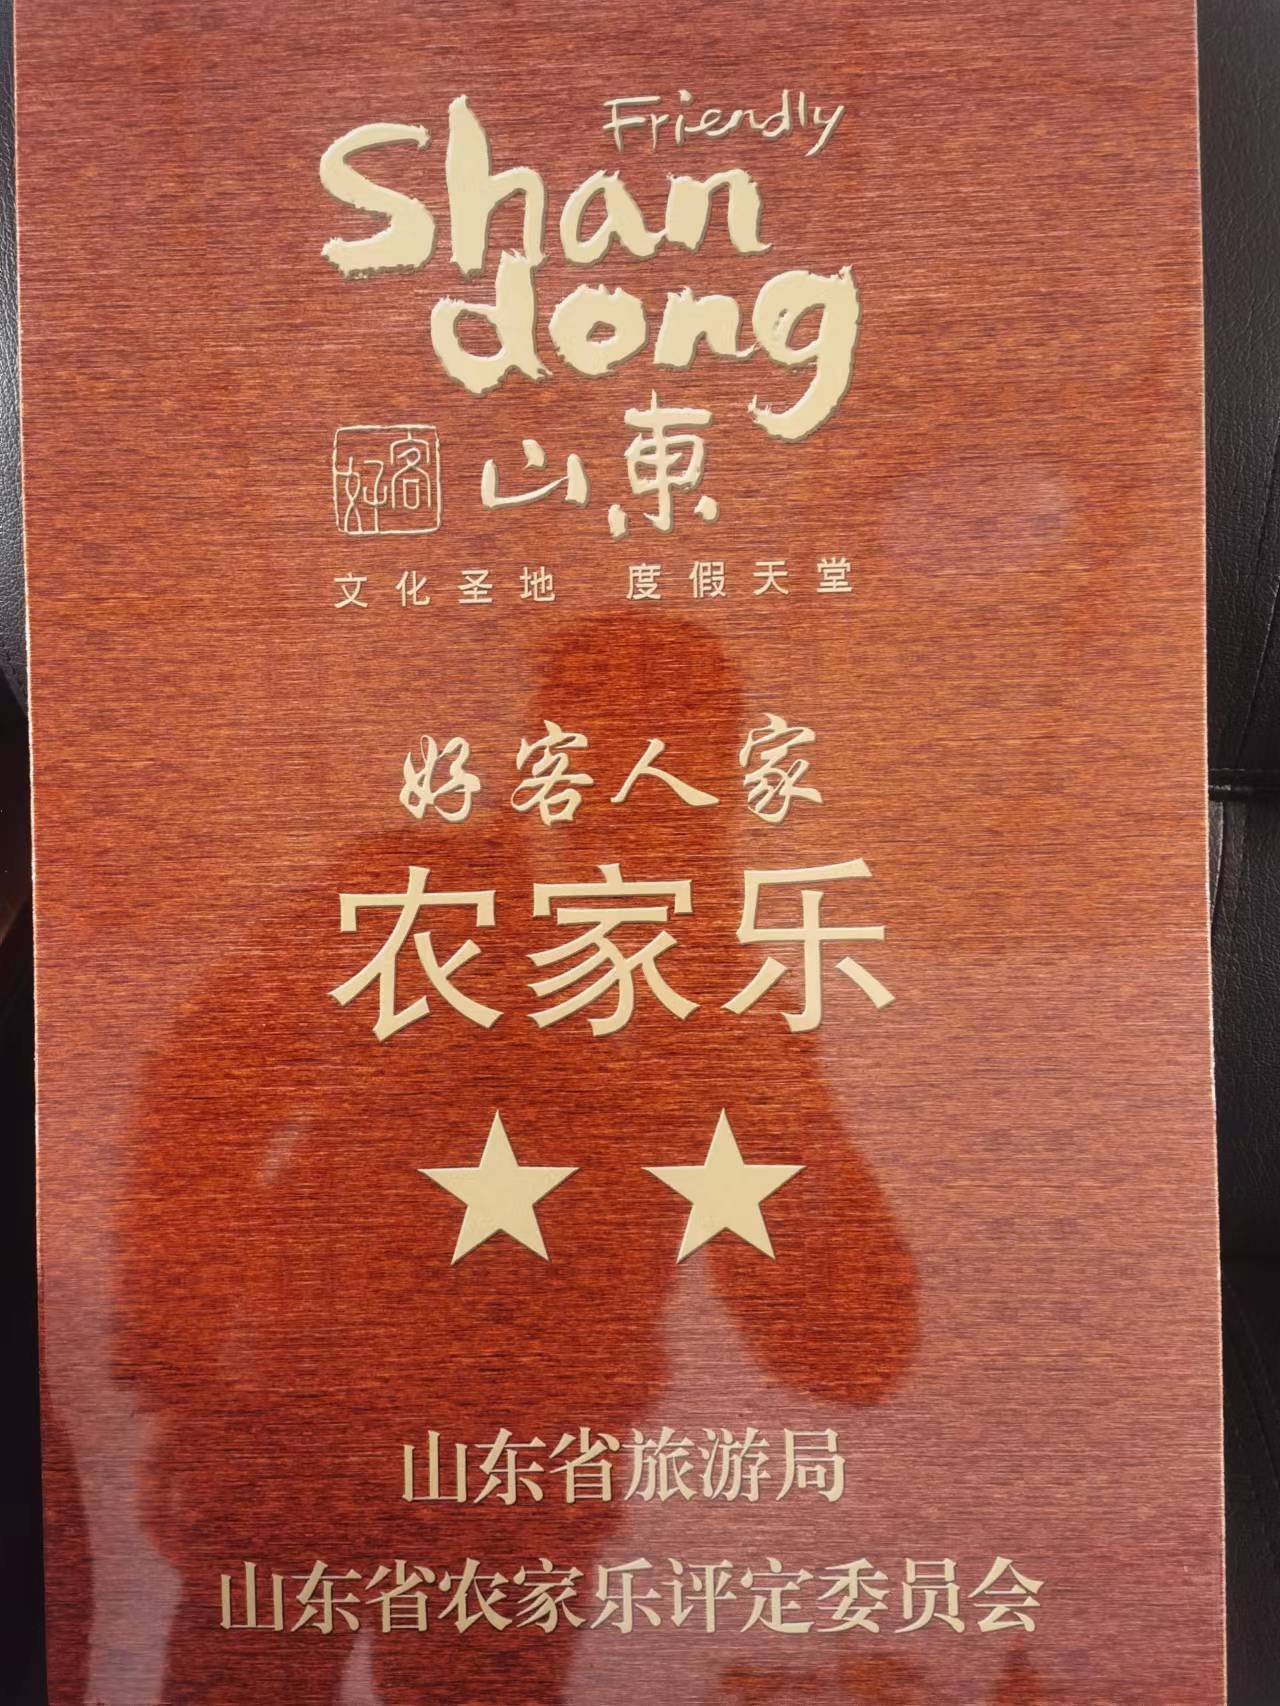 Friendly
Shan
dong
好客 山東
文化圣地 度假天堂
好客人家
农家乐
山东省旅游局
山东省农家乐评定委员会